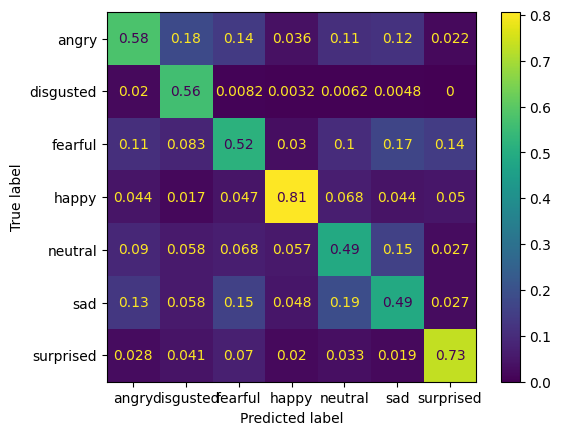 angry 0.58 0.18 0.14 0.036 0.11 0.12 0.022
disgusted 0.02 0.56 0.0082 0.0032 0.0062 0.0048 0
fearful 0.11 0.083 0.52 0.03 0.1 0.17 0.14
happy 0.044 0.017 0.047 0.81 0.068 0.044 0.05
neutral 0.09 0.058 0.068 0.057 0.49 0.15 0.027
sad 0.13 0.058 0.15 0.048 0.19 0.49 0.027
surprised 0.028 0.041 0.07 0.02 0.033 0.019 0.73
angry disgusted fearful happy neutral sad surprised
Predicted label
True label
0.8
0.7
0.6
0.5
0.4
0.3
0.2
0.1
0.0